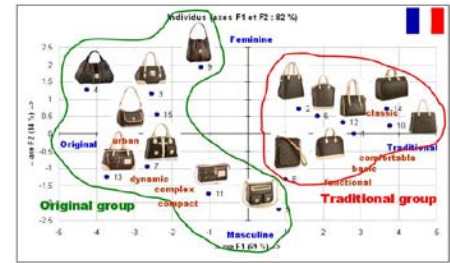 Individus (axes F1 et F2 : 82 %)
Feminine
2.5
2
1.5
1
0.5
0
-0.5
-1
-1.5
-2
-2.5
-- axe F2 (14 %) -->
9
4
3
15
2
6
12
14
10
classic
Original
urban
Traditional
comfortable
basic
functional
7
13
8
dynamic
complex
compact
11
Original group
Traditional group
Masculine
-6 -5 -4 -3 -2 -1 0 1 2 3 4 5 6
-- axe F1 (69 %) -->